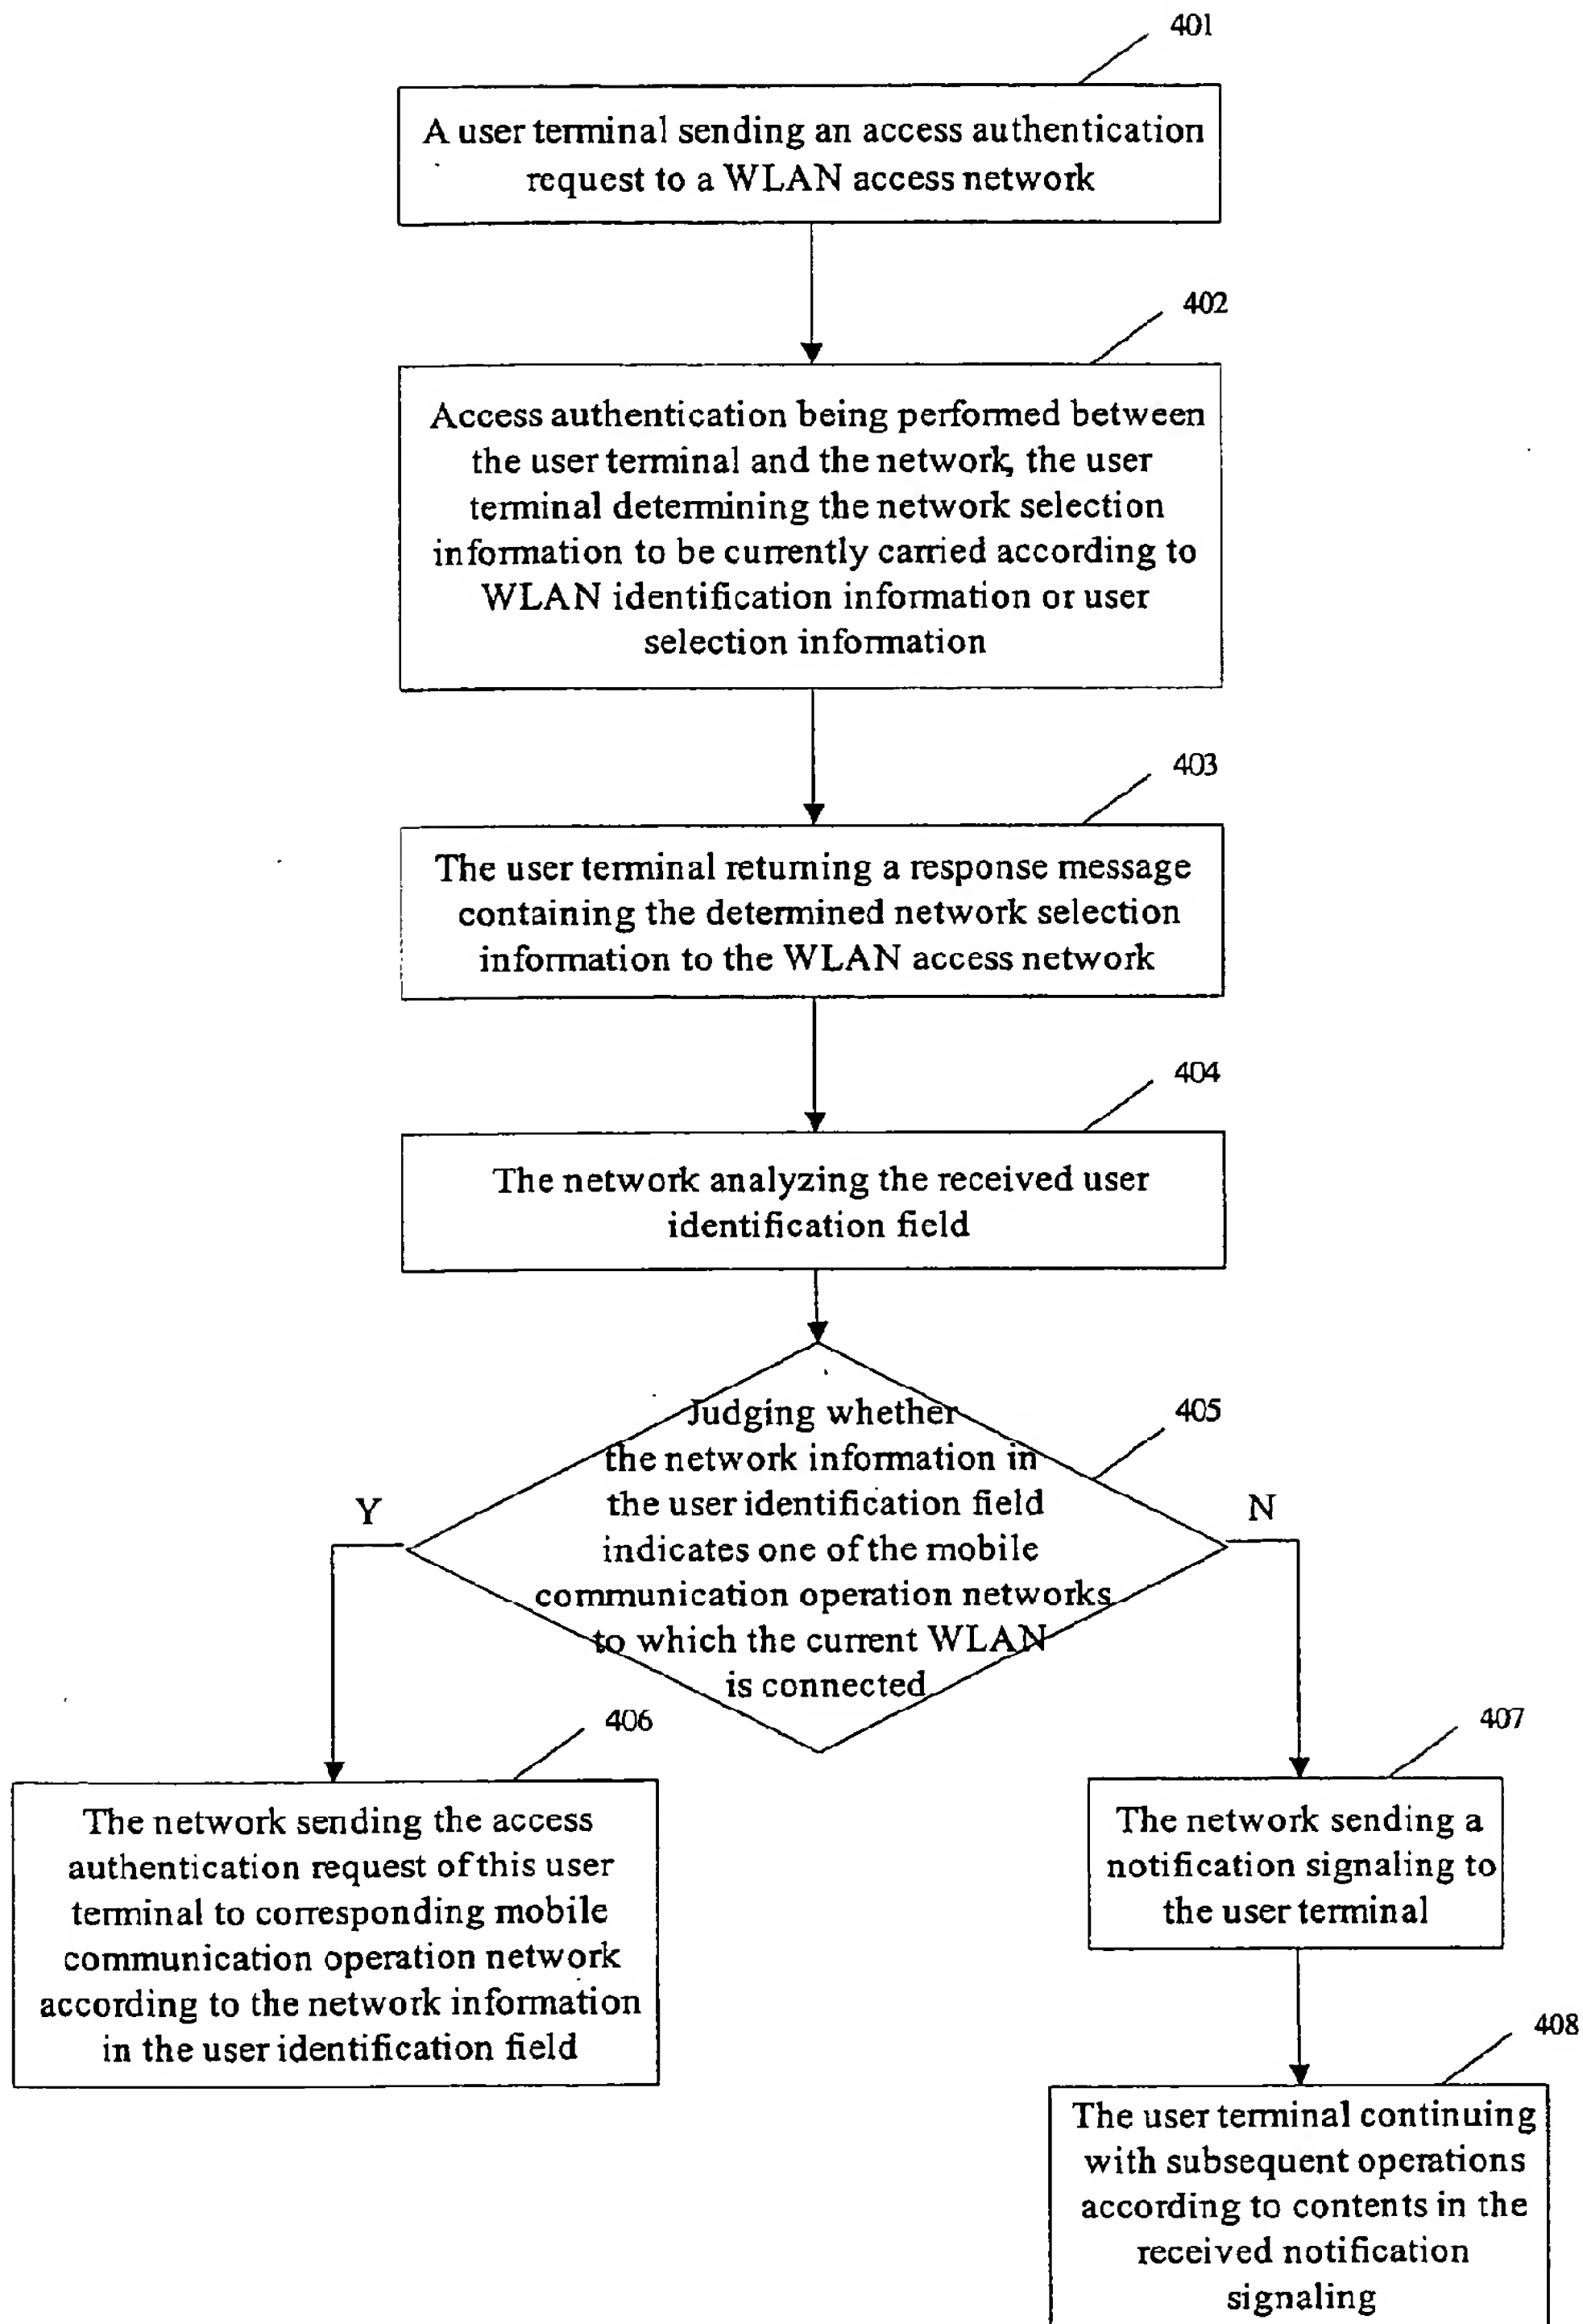 401
A user terminal sending an access authentication
request to a WLAN access network
402
Access authentication being performed between
the user terminal and the network, the user
terminal determining the network selection
information to be currently carried according to
WLAN identification information or user
selection information
403
The user terminal returning a response message
containing the determined network selection
information to the WLAN access network
404
The network analyzing the received user
identification field
405
Judging whether
the network information in
the user identification field
indicates one of the mobile
communication operation networks
to which the current WLAN
is connected
Y
N
406
The network sending the access
authentication request of this user
terminal to corresponding mobile
communication operation network
according to the network information
in the user identification field
407
The network sending a
notification signaling to
the user terminal
408
The user terminal continuing
with subsequent operations
according to contents in the
received notification
signaling